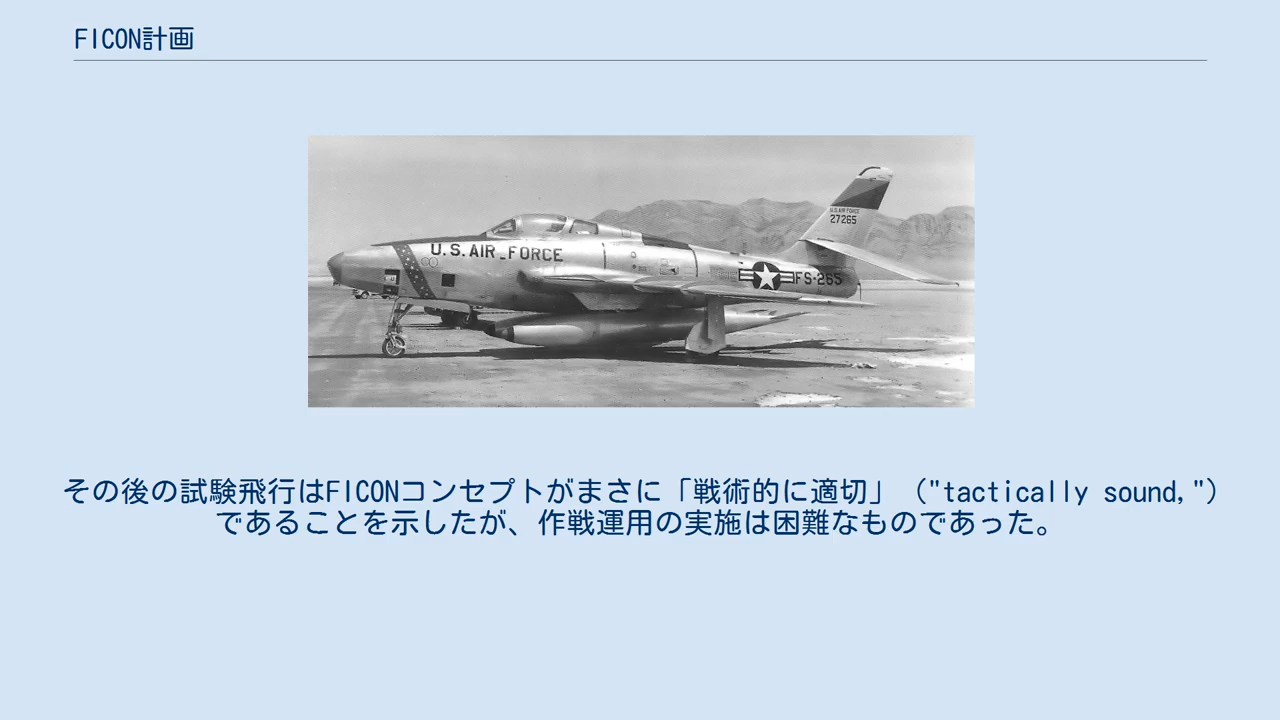 FICON計画
U.S.AIR FORCE
U.S.AIR FORCE
27265
FS-265
その後の試験飛行はFICONコンセプトがまさに「戦術的に適切」（"tactically sound,"）
であることを示したが、作戦運用の実施は困難なものであった。